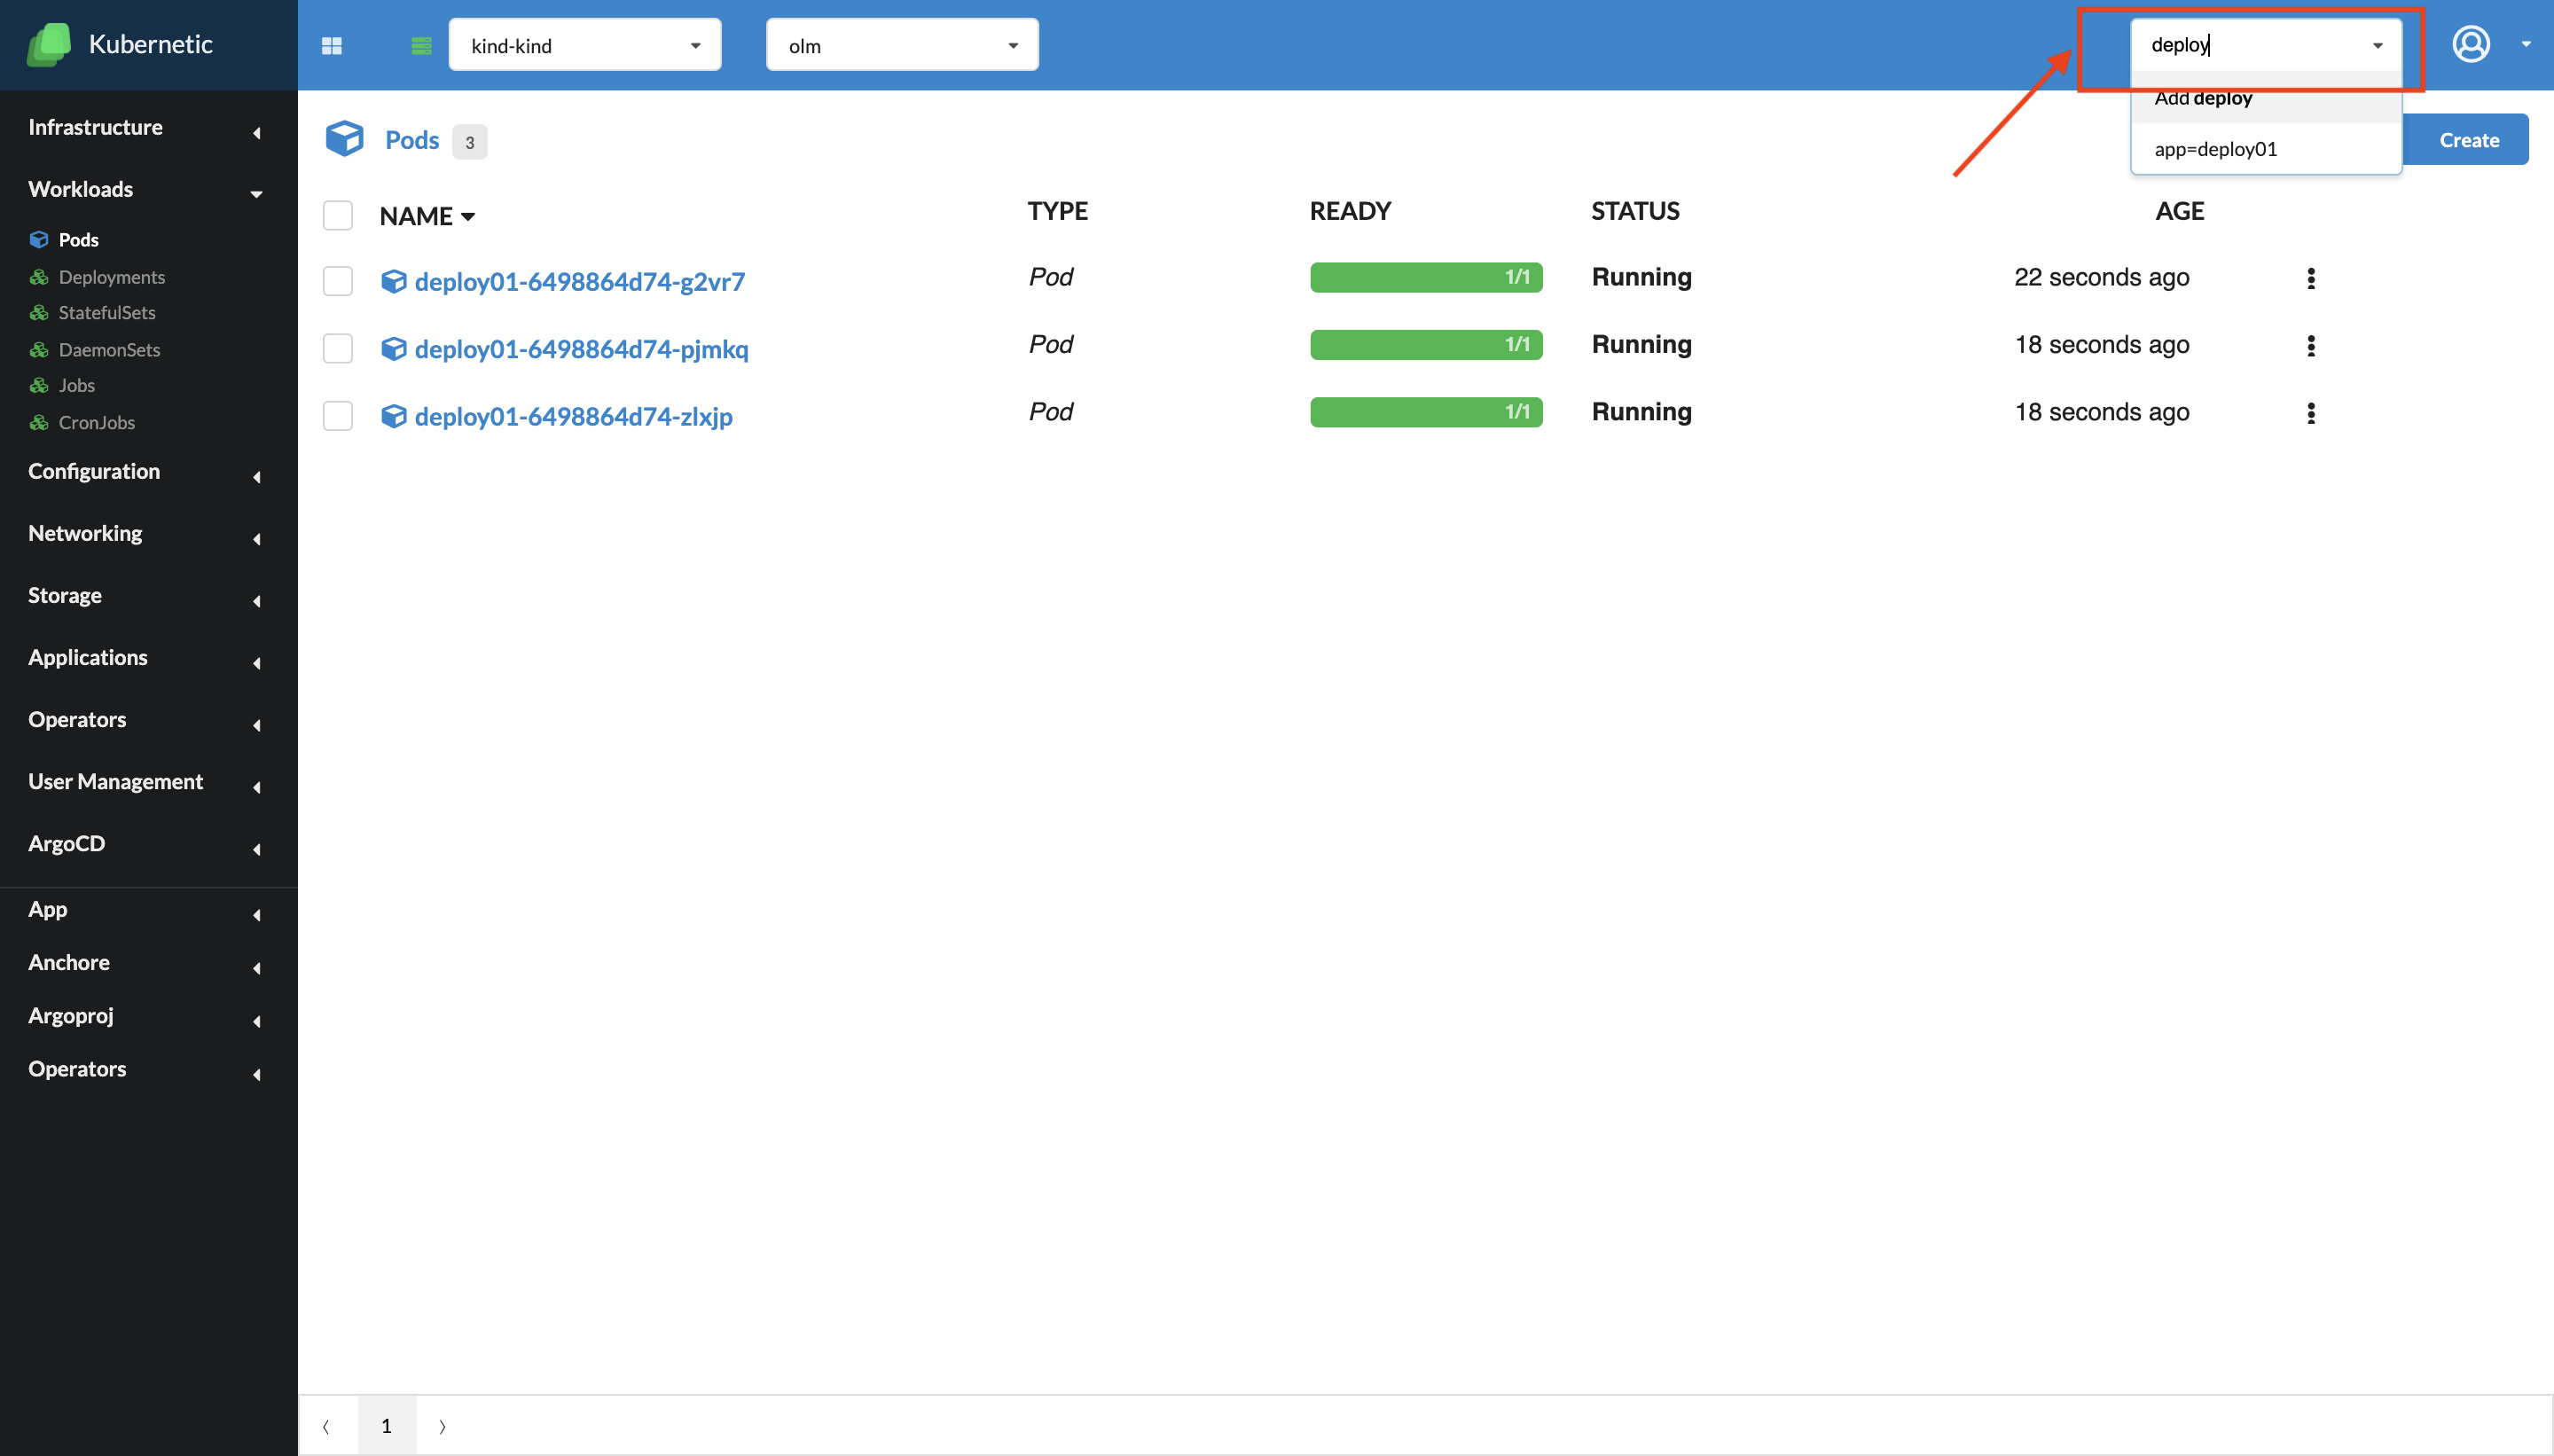 Kubernetic
kind-kind
olm
deploy
Add deploy
app=deploy01
Infrastructure
Workloads
Pods
Deployments
StatefulSets
DaemonSets
Jobs
CronJobs
Configuration
Networking
Storage
Applications
Operators
User Management
ArgoCD
App
Anchore
Argoproj
Operators
Pods 3
Create
NAME TYPE READY STATUS AGE
deploy01-6498864d74-g2vr7 Pod 1/1 Running 22 seconds ago
deploy01-6498864d74-pjmkq Pod 1/1 Running 18 seconds ago
deploy01-6498864d74-zlxjp Pod 1/1 Running 18 seconds ago
1